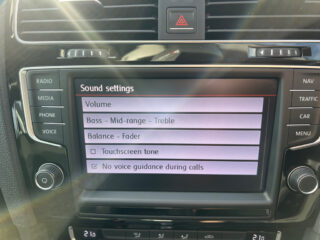 Sound settings
RADIO
MEDIA
PHONE
VOICE
Volume
Bass - Mid-range - Treble
Balance - Fader
Touchscreen tone
No voice guidance during calls
NAV
TRAFFIC
CAR
MENU